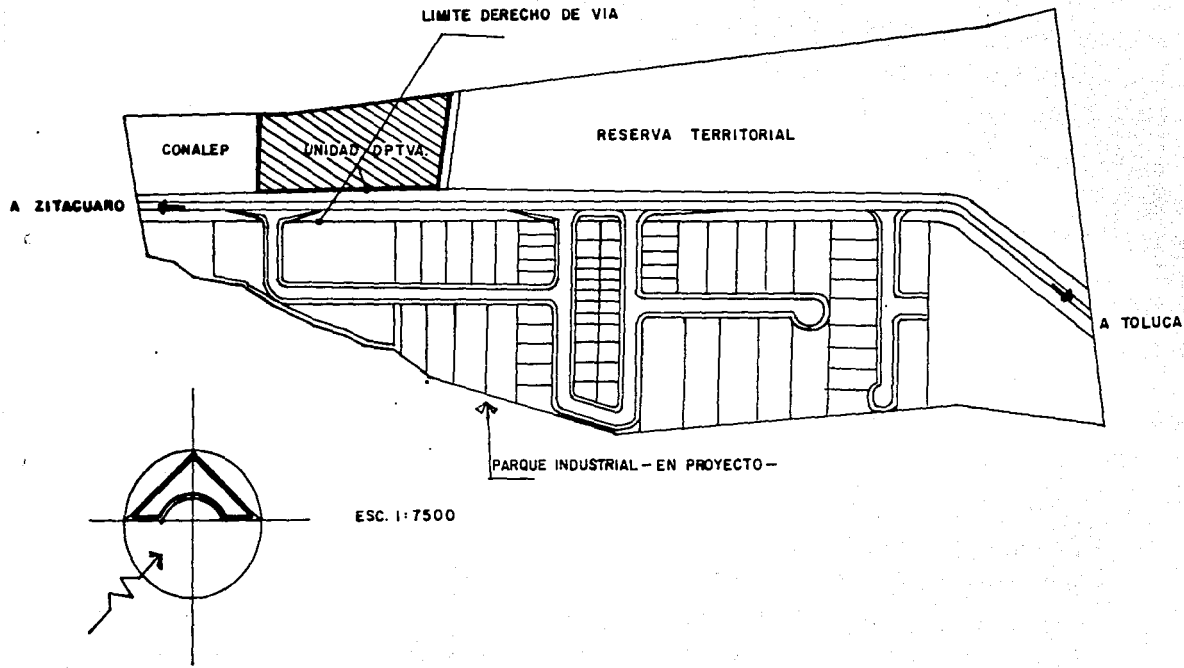 LIMITE DERECHO DE VIA
CONALEP
UNIDAD DPTVA.
RESERVA TERRITORIAL
A ZITACUARO
A TOLUCA
PARQUE INDUSTRIAL - EN PROYECTO -
ESC. 1:7500